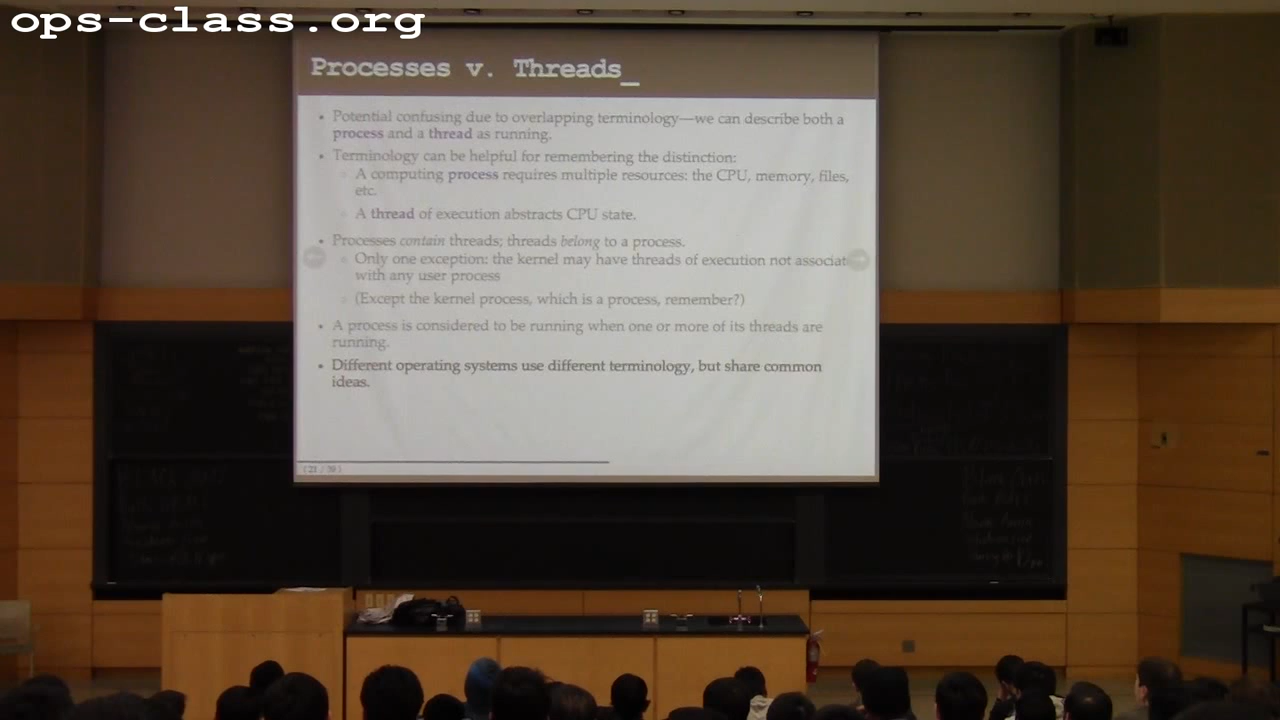 ops-class.org
Processes v. Threads_
• Potential confusing due to overlapping terminology—we can describe both a
process and a thread as running.
• Terminology can be helpful for remembering the distinction:
◦ A computing process requires multiple resources: the CPU, memory, files,
etc.
◦ A thread of execution abstracts CPU state.
• Processes contain threads; threads belong to a process.
◦ Only one exception: the kernel may have threads of execution not associat
with any user process
◦ (Except the kernel process, which is a process, remember?)
• A process is considered to be running when one or more of its threads are
running.
• Different operating systems use different terminology, but share common
ideas.